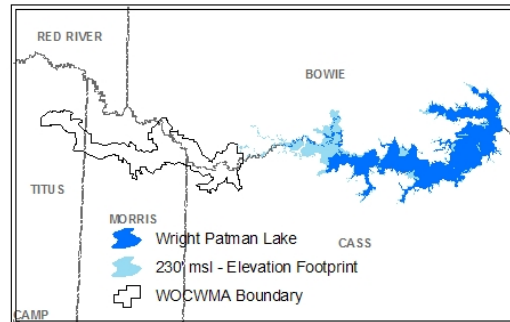 RED RIVER
BOWIE
TITUS
MORRIS
Wright Patman Lake
CASS
230' msl - Elevation Footprint
WOCWMA Boundary
CAMP